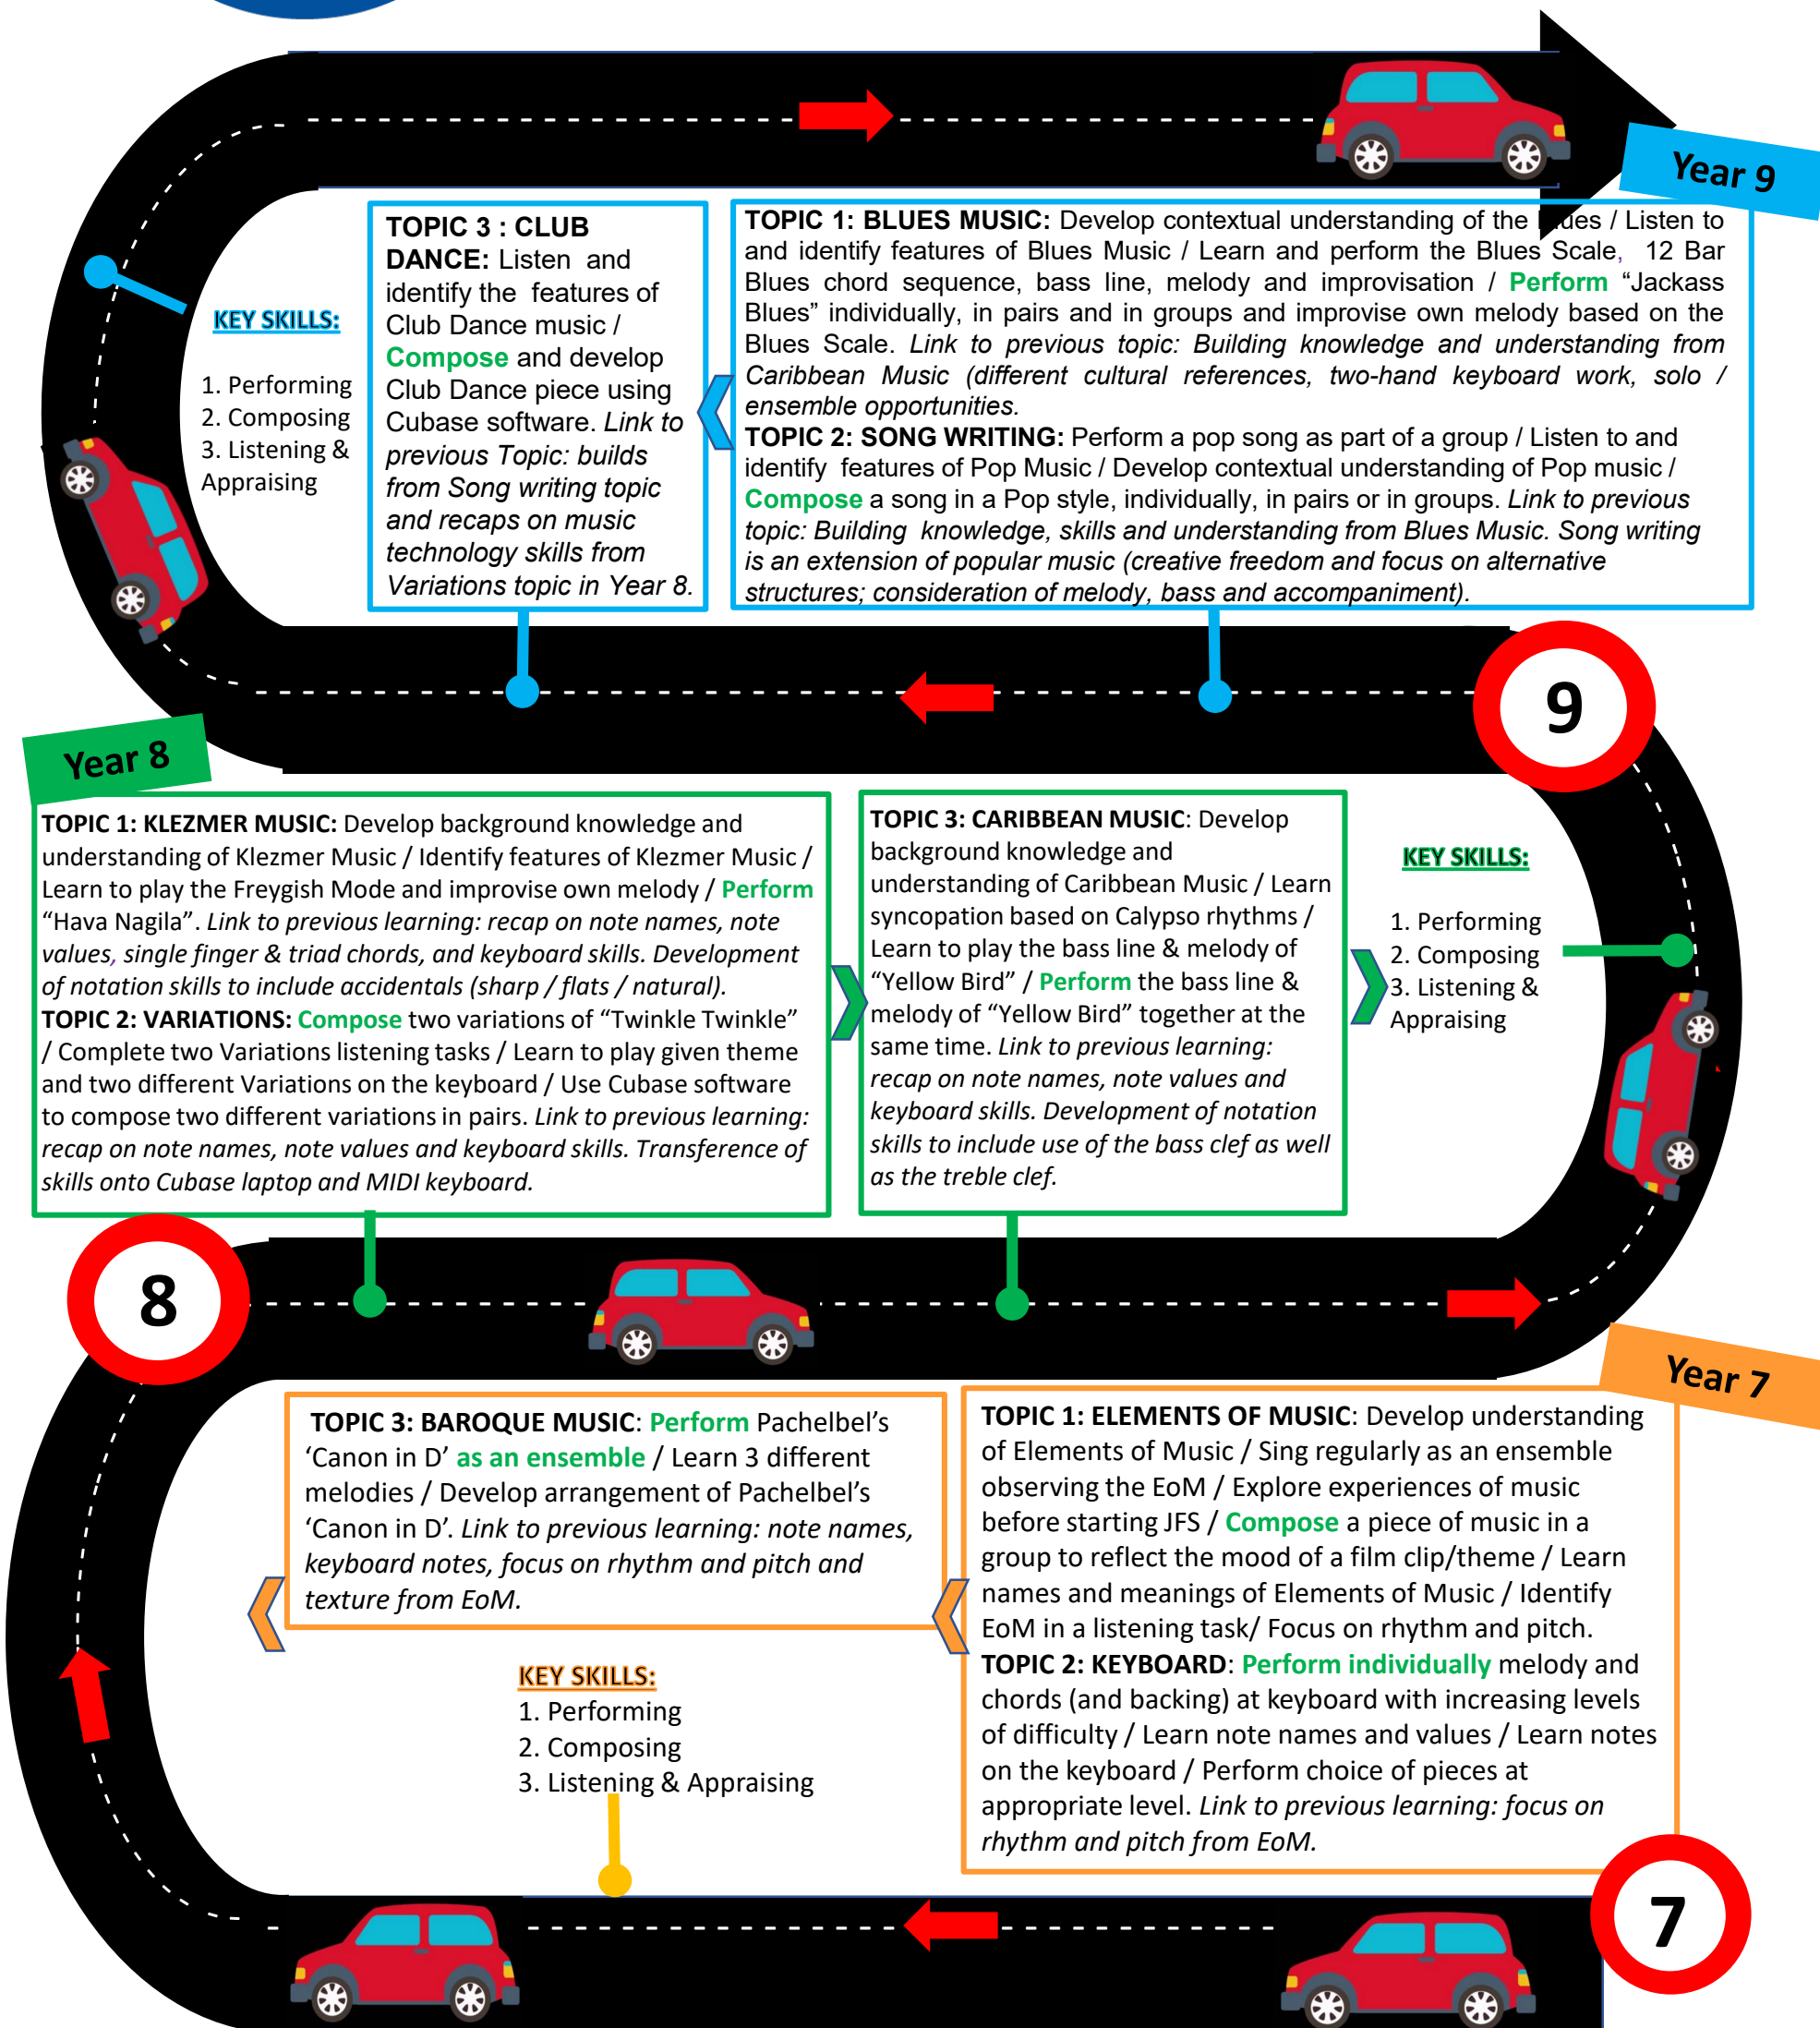 Year 9
TOPIC 3 : CLUB
DANCE: Listen and
identify the features of
Club Dance music /
Compose and develop
Club Dance piece using
Cubase software. Link to
previous Topic: builds
from Song writing topic
and recaps on music
technology skills from
Variations topic in Year 8.
TOPIC 1: BLUES MUSIC: Develop contextual understanding of the Blues / Listen to
and identify features of Blues Music / Learn and perform the Blues Scale, 12 Bar
Blues chord sequence, bass line, melody and improvisation / Perform “Jackass
Blues” individually, in pairs and in groups and improvise own melody based on the
Blues Scale. Link to previous topic: Building knowledge and understanding from
Caribbean Music (different cultural references, two-hand keyboard work, solo /
ensemble opportunities.
TOPIC 2: SONG WRITING: Perform a pop song as part of a group / Listen to and
identify features of Pop Music / Develop contextual understanding of Pop music /
Compose a song in a Pop style, individually, in pairs or in groups. Link to previous
topic: Building knowledge, skills and understanding from Blues Music. Song writing
is an extension of popular music (creative freedom and focus on alternative
structures; consideration of melody, bass and accompaniment).
KEY SKILLS:
1. Performing
2. Composing
3. Listening &
Appraising
9
Year 8
TOPIC 1: KLEZMER MUSIC: Develop background knowledge and
understanding of Klezmer Music / Identify features of Klezmer Music /
Learn to play the Freygish Mode and improvise own melody / Perform
“Hava Nagila”. Link to previous learning: recap on note names, note
values, single finger & triad chords, and keyboard skills. Development
of notation skills to include accidentals (sharp / flats / natural).
TOPIC 2: VARIATIONS: Compose two variations of “Twinkle Twinkle”
/ Complete two Variations listening tasks / Learn to play given theme
and two different Variations on the keyboard / Use Cubase software
to compose two different variations in pairs. Link to previous learning:
recap on note names, note values and keyboard skills. Transference of
skills onto Cubase laptop and MIDI keyboard.
TOPIC 3: CARIBBEAN MUSIC: Develop
background knowledge and
understanding of Caribbean Music / Learn
syncopation based on Calypso rhythms /
Learn to play the bass line & melody of
“Yellow Bird” / Perform the bass line &
melody of “Yellow Bird” together at the
same time. Link to previous learning:
recap on note names, note values and
keyboard skills. Development of notation
skills to include use of the bass clef as well
as the treble clef.
KEY SKILLS:
1. Performing
2. Composing
3. Listening &
Appraising
8
Year 7
TOPIC 3: BAROQUE MUSIC: Perform Pachelbel’s
‘Canon in D’ as an ensemble / Learn 3 different
melodies / Develop arrangement of Pachelbel’s
‘Canon in D’. Link to previous learning: note names,
keyboard notes, focus on rhythm and pitch and
texture from EoM.
TOPIC 1: ELEMENTS OF MUSIC: Develop understanding
of Elements of Music / Sing regularly as an ensemble
observing the EoM / Explore experiences of music
before starting JFS / Compose a piece of music in a
group to reflect the mood of a film clip/theme / Learn
names and meanings of Elements of Music / Identify
EoM in a listening task/ Focus on rhythm and pitch.
TOPIC 2: KEYBOARD: Perform individually melody and
chords (and backing) at keyboard with increasing levels
of difficulty / Learn note names and values / Learn notes
on the keyboard / Perform choice of pieces at
appropriate level. Link to previous learning: focus on
rhythm and pitch from EoM.
KEY SKILLS:
1. Performing
2. Composing
3. Listening & Appraising
7